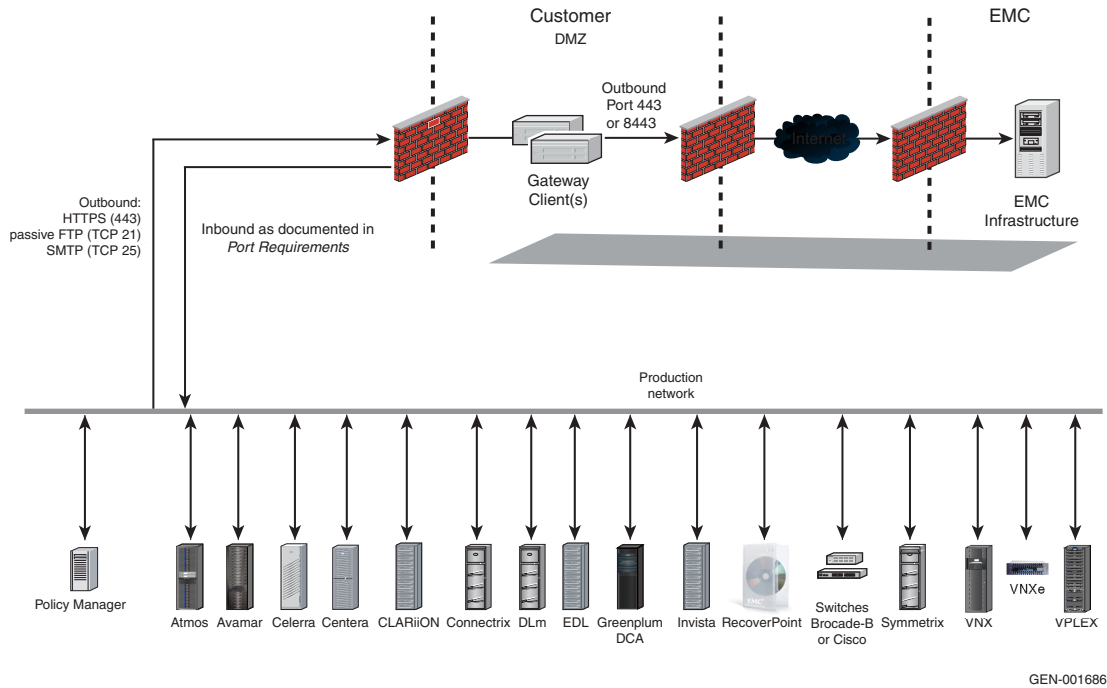 Customer
DMZ
EMC
Outbound
Port 443
or 8443
Internet
Gateway
Client(s)
EMC
Infrastructure
Outbound:
HTTPS (443)
passive FTP (TCP 21)
SMTP (TCP 25)
Inbound as documented in
Port Requirements
Production
network
Policy Manager
Atmos
Avamar
Celerra
Centera
CLARiiON
Connectrix
DLm
EDL
Greenplum
DCA
Invista
EMC
RecoverPoint
Switches
Brocade-B
or Cisco
Symmetrix
VNX
VNXe
VPLEX
GEN-001686